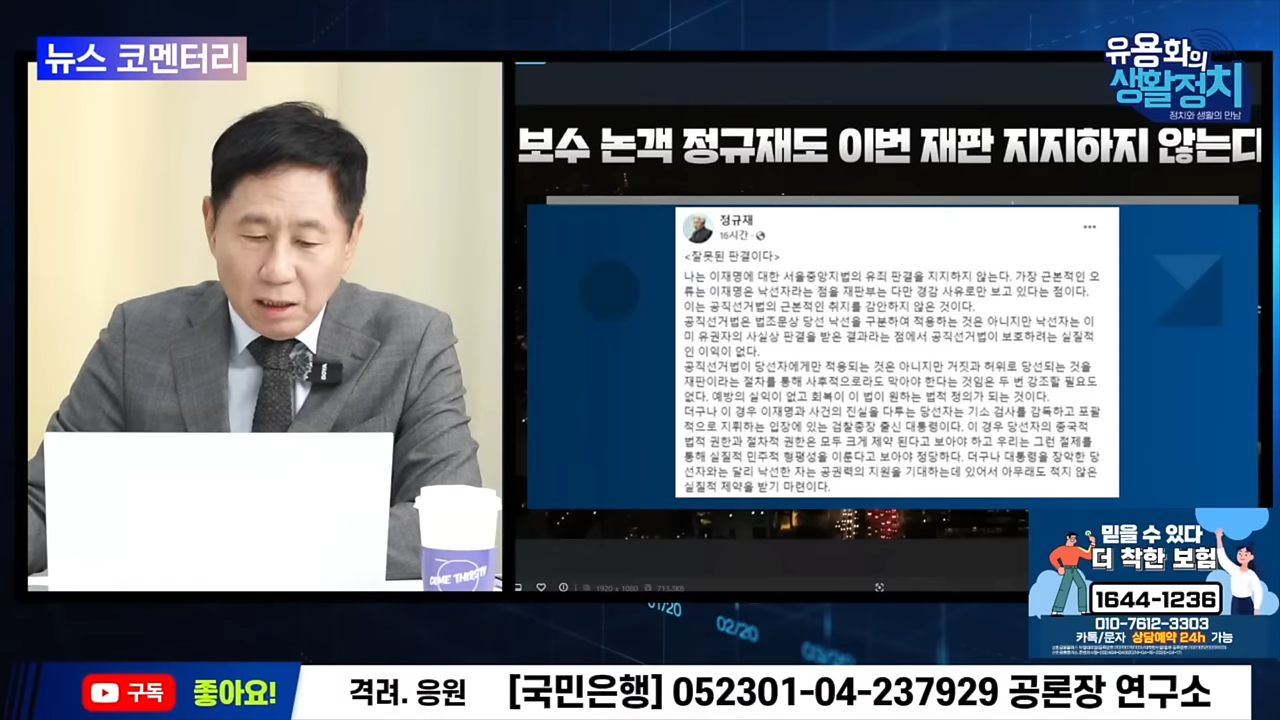 뉴스 코멘터리
유용화의
생활정치
정치와 생활의 만남
보수 논객 정규재도 이번 재판 지지하지 않는디
정규재
16시간
<잘못된 판결이다>
나는 이재명에 대한 서울중앙지법의 유죄 판결을 지지하지 않는다. 가장 근본적인 오
류는 이재명은 낙선자라는 점을 재판부는 다만 경감 사유로만 보고 있다는 점이다.
이는 공직선거법의 근본적인 취지를 감안하지 않은 것이다.
공직선거법은 법조문상 당선 낙선을 구분하여 적용하는 것은 아니지만 낙선자는 이
미 유권자의 사실상 판결을 받은 결과라는 점에서 공직선거법이 보호하려는 실질적
인 이익이 없다.
공직선거법이 당선자에게만 적용되는 것은 아니지만 거짓과 허위로 당선되는 것을
재판이라는 절차를 통해 사후적으로라도 막아야 한다는 것임은 두 번 강조할 필요도
없다. 예방의 실익이 없고 회복이 이 법이 원하는 법적 정의가 되는 것이다.
더구나 이 경우 이재명과 사건의 진실을 다투는 당선자는 기소 검사를 감독하고 포괄
적으로 지휘하는 입장에 있는 검찰총장 출신 대통령이다. 이 경우 당선자의 종국적
법적 권한과 절차적 권한은 모두 크게 제약 된다고 보아야 하고 우리는 그런 절제를
통해 실질적 민주적 형평성을 이룬다고 보아야 정당하다. 더구나 대통령을 장악한 당
선자와는 달리 낙선한 자는 공권력의 지원을 기대하는데 있어서 아무래도 적지 않은
실질적 제약을 받기 마련이다.
BOYA
COME THIRSTY
1920 x 1080
713.3KB
01/20
02/20
믿을 수 있다
더 착한 보험
1644-1236
010-7612-3303
카톡/문자 상담예약 24h 가능
구독
좋아요!
격려. 응원 [국민은행] 052301-04-237929 공론장 연구소